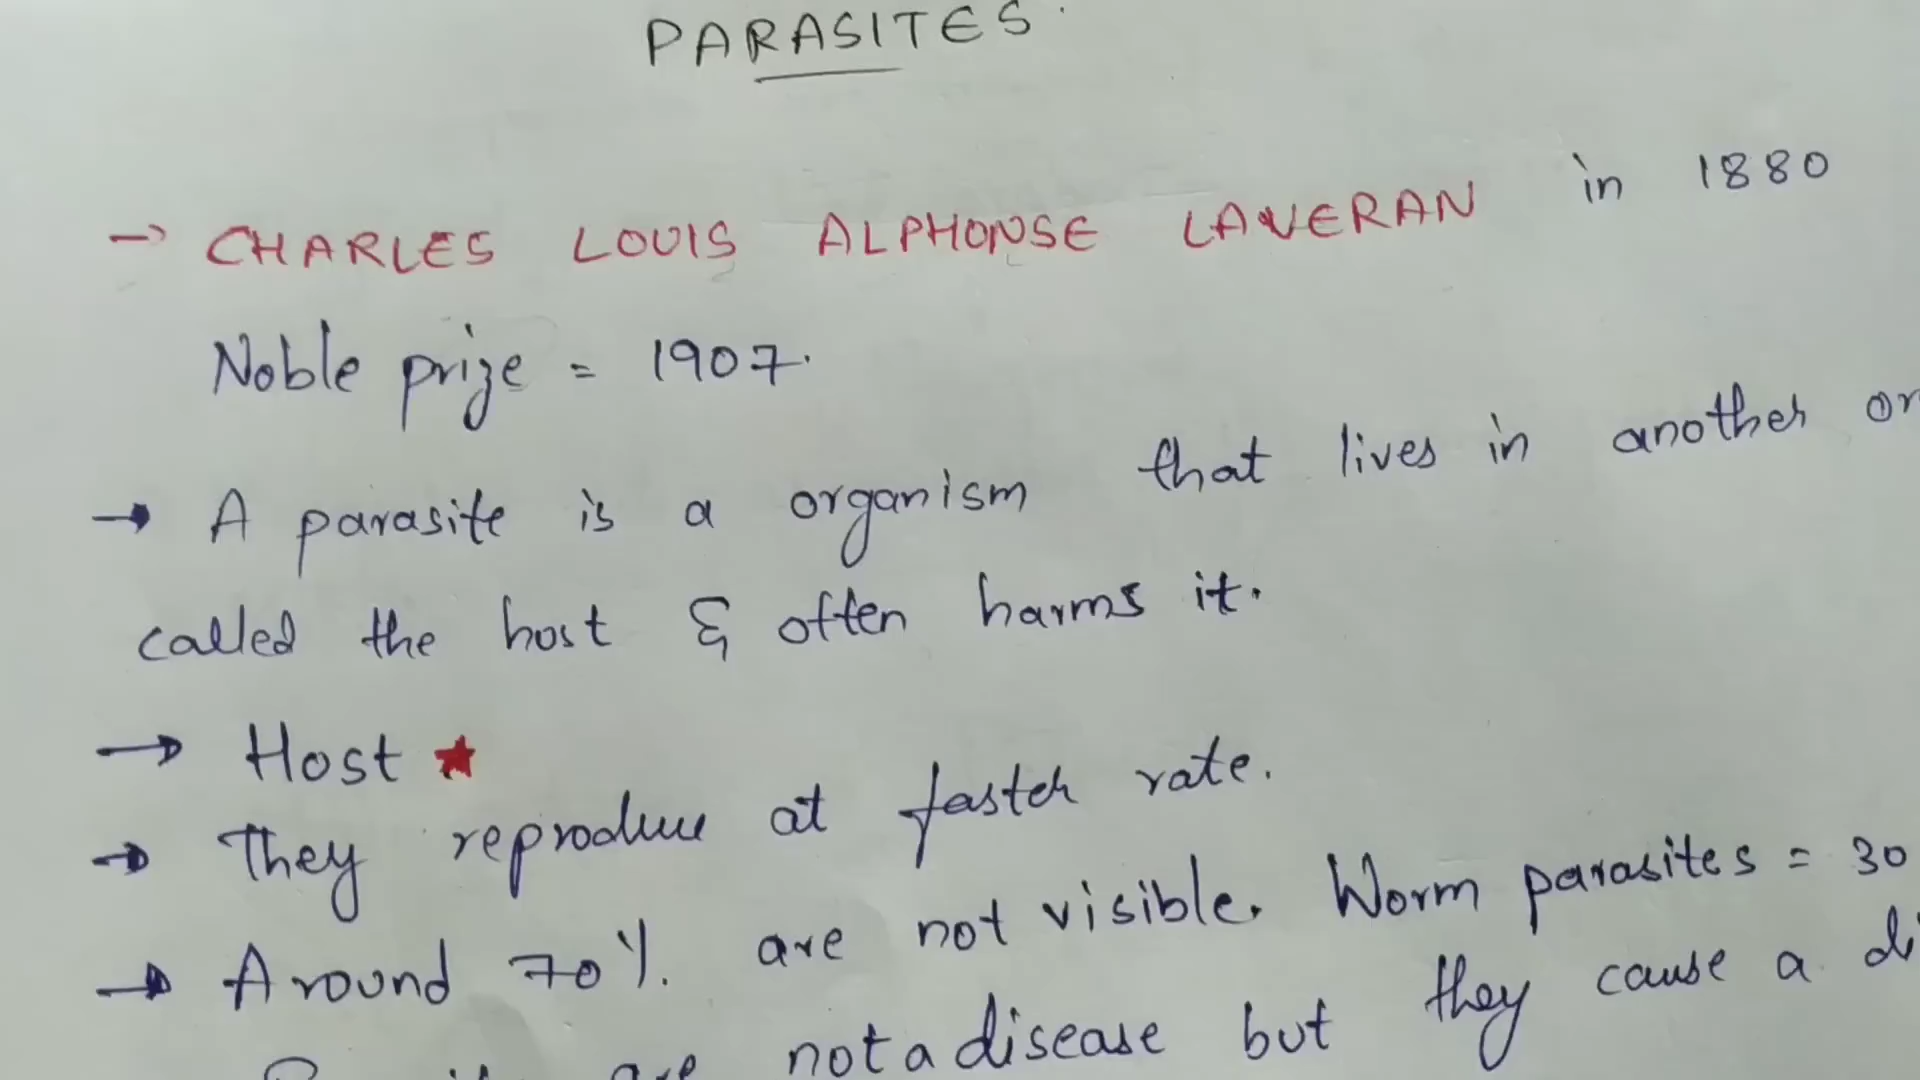 PARASITES.
→ CHARLES LOUIS ALPHONSE LAVERAN in 1880
Noble prize = 1907.
→ A parasite is a organism that lives in another
called the host & often harms it.
→ Host ★
→ They reproduce at faster rate.
→ Around 70%. are not visible. Worm parasites = 30
are not a disease but they cause a